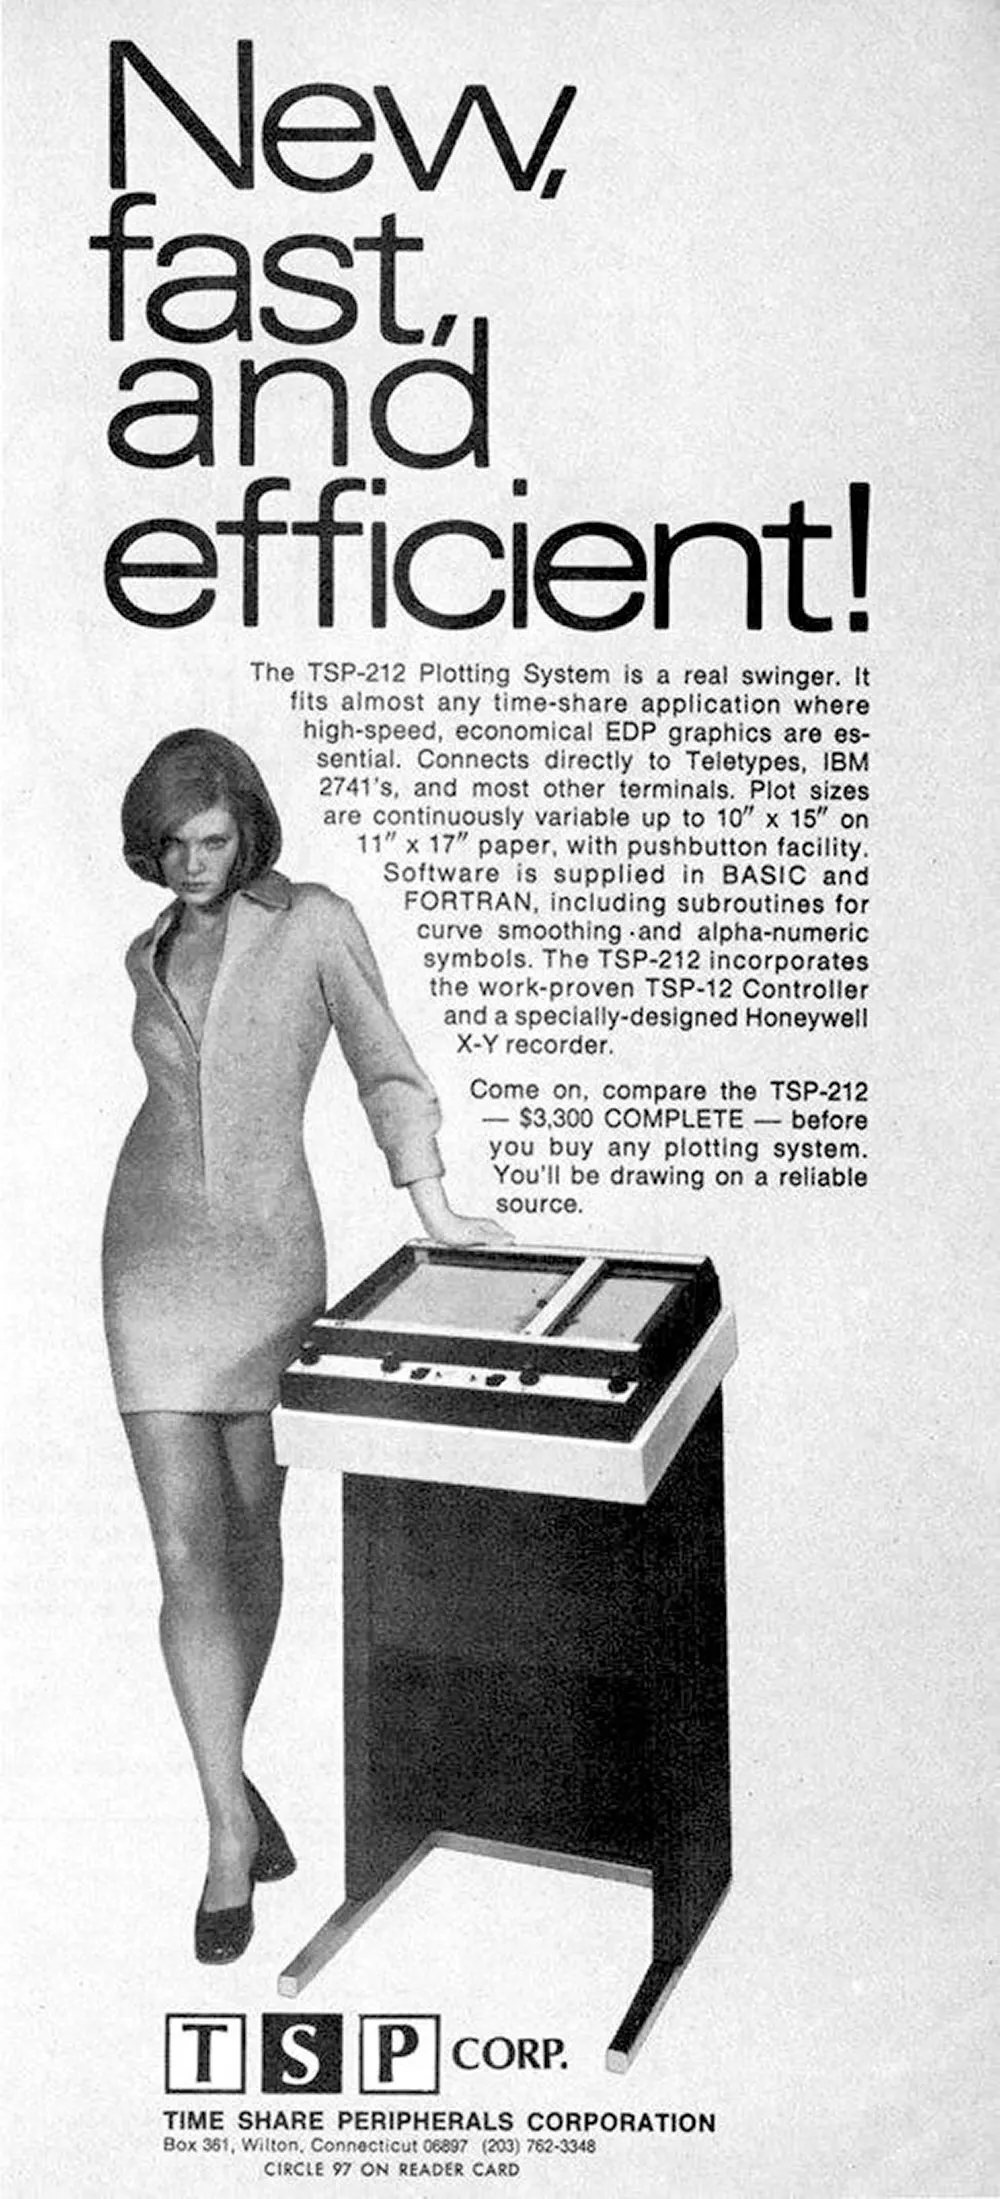 New,
fast,
and
efficient!
The TSP-212 Plotting System is a real swinger. It
fits almost any time-share application where
high-speed, economical EDP graphics are es-
sential. Connects directly to Teletypes, IBM
2741's, and most other terminals. Plot sizes
are continuously variable up to 10" x 15" on
11" x 17" paper, with pushbutton facility.
Software is supplied in BASIC and
FORTRAN, including subroutines for
curve smoothing and alpha-numeric
symbols. The TSP-212 incorporates
the work-proven TSP-12 Controller
and a specially-designed Honeywell
X-Y recorder.
Come on, compare the TSP-212
— $3,300 COMPLETE — before
you buy any plotting system.
You'll be drawing on a reliable
source.
T S P CORP.
TIME SHARE PERIPHERALS CORPORATION
Box 361, Wilton, Connecticut 06897 (203) 762-3348
CIRCLE 97 ON READER CARD